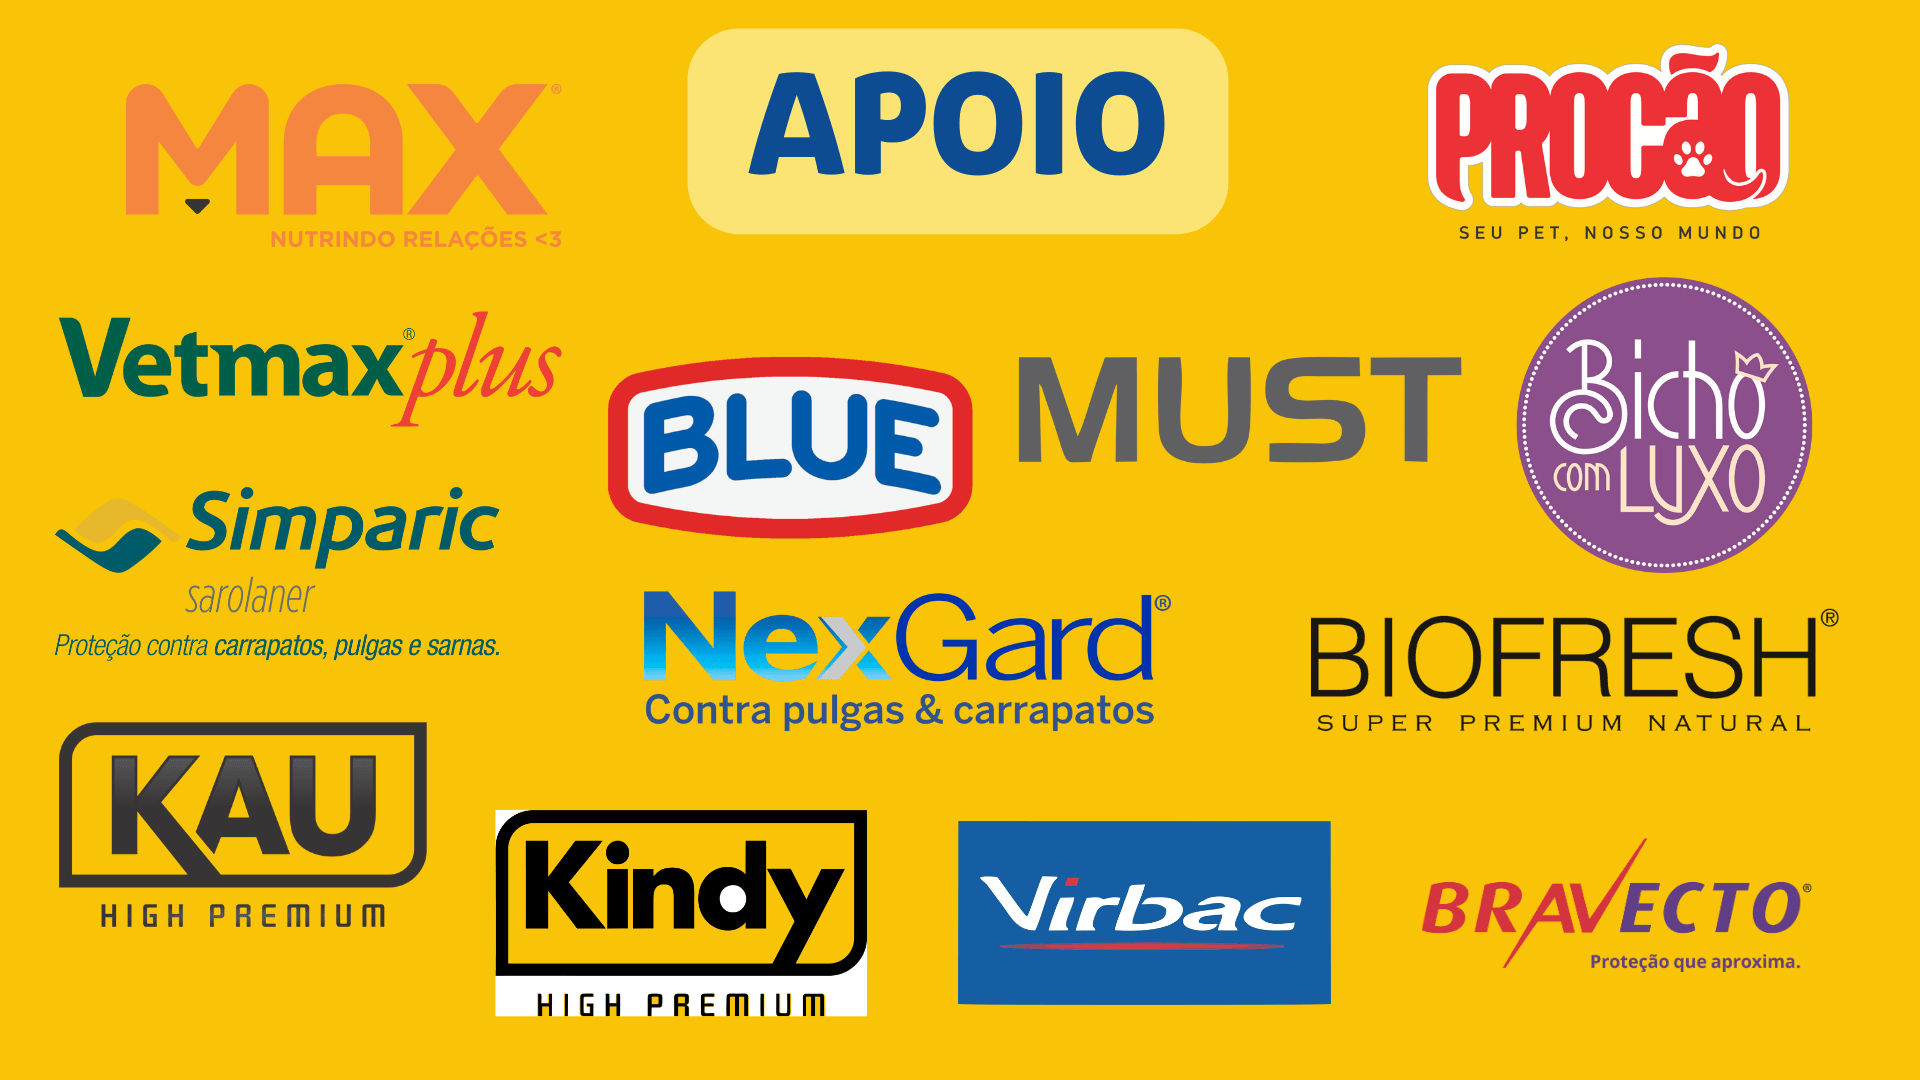 MAX®
NUTRINDO RELAÇÕES <3
APOIO
PROCÃO
SEU PET, NOSSO MUNDO
Vetmax®plus
BLUE
MUST
Bicho
com LUXO
Simparic
sarolaner
Proteção contra carrapatos, pulgas e sarnas.
NexGard®
Contra pulgas & carrapatos
BIOFRESH®
SUPER PREMIUM NATURAL
KAU
HIGH PREMIUM
Kindy
HIGH PREMIUM
Virbac
BRAVECTO®
Proteção que aproxima.